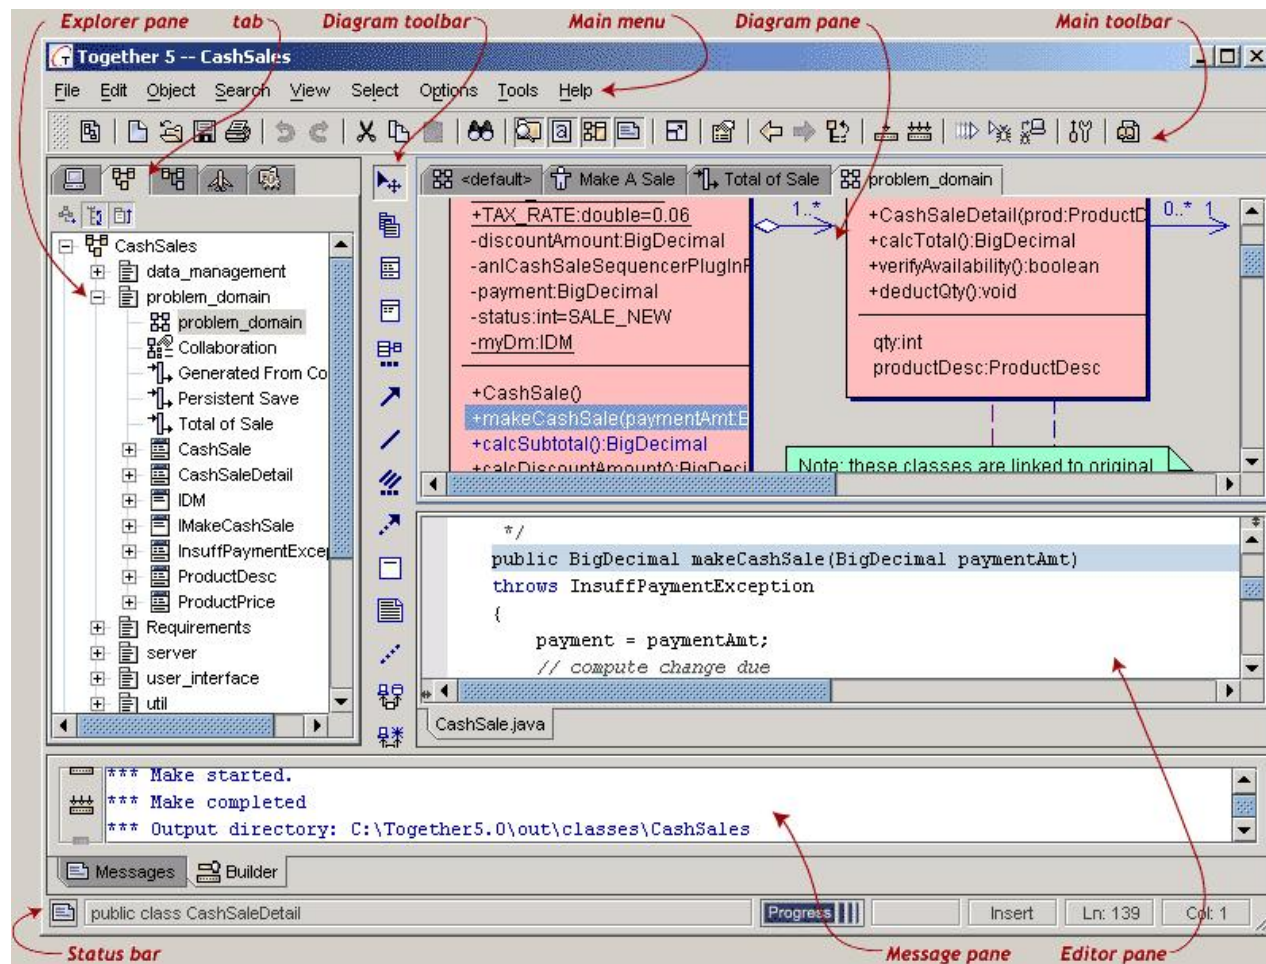 Explorer pane
tab
Diagram toolbar
Main menu
Diagram pane
Main toolbar
Together 5 -- CashSales
File Edit Object Search View Select Options Tools Help
<default> Make A Sale Total of Sale problem_domain
CashSales
data_management
problem_domain
problem_domain
Collaboration
Generated From Co
Persistent Save
Total of Sale
CashSale
CashSaleDetail
IDM
IMakeCashSale
InsuffPaymentExcep
ProductDesc
ProductPrice
Requirements
server
user_interface
util
+TAX_RATE:double=0.06
-discountAmount:BigDecimal
-anICashSaleSequencerPlugInF
-payment:BigDecimal
-status:int=SALE_NEW
-myDm:IDM
+CashSale()
+makeCashSale(paymentAmt:B
+calcSubtotal():BigDecimal
+calcDiscountAmount():BigDeci
1..*
+CashSaleDetail(prod:ProductD
+calcTotal():BigDecimal
+verifyAvailability():boolean
+deductQty():void
qty:int
productDesc:ProductDesc
0..* 1
Note: these classes are linked to original
*/
public BigDecimal makeCashSale(BigDecimal paymentAmt)
throws InsuffPaymentException
{
payment = paymentAmt;
// compute change due
CashSale.java
*** Make started.
*** Make completed
*** Output directory: C:\Together5.0\out\classes\CashSales
Messages Builder
public class CashSaleDetail
Progress
Insert
Ln: 139
Col: 1
Status bar
Message pane
Editor pane